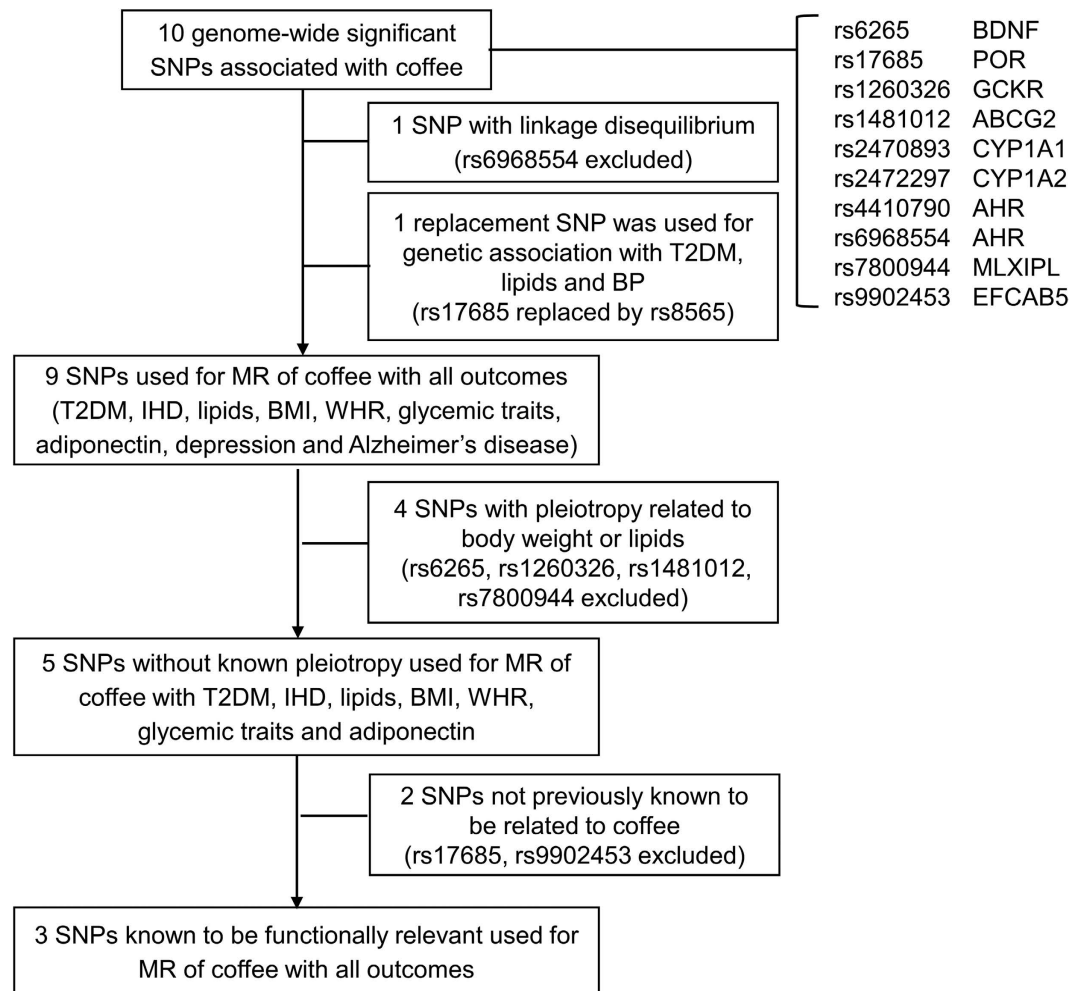 10 genome-wide significant
SNPs associated with coffee
rs6265 BDNF
rs17685 POR
rs1260326 GCKR
rs1481012 ABCG2
rs2470893 CYP1A1
rs2472297 CYP1A2
rs4410790 AHR
rs6968554 AHR
rs7800944 MLXIPL
rs9902453 EFCAB5
1 SNP with linkage disequilibrium
(rs6968554 excluded)
1 replacement SNP was used for
genetic association with T2DM,
lipids and BP
(rs17685 replaced by rs8565)
9 SNPs used for MR of coffee with all outcomes
(T2DM, IHD, lipids, BMI, WHR, glycemic traits,
adiponectin, depression and Alzheimer’s disease)
4 SNPs with pleiotropy related to
body weight or lipids
(rs6265, rs1260326, rs1481012,
rs7800944 excluded)
5 SNPs without known pleiotropy used for MR of
coffee with T2DM, IHD, lipids, BMI, WHR,
glycemic traits and adiponectin
2 SNPs not previously known to
be related to coffee
(rs17685, rs9902453 excluded)
3 SNPs known to be functionally relevant used for
MR of coffee with all outcomes